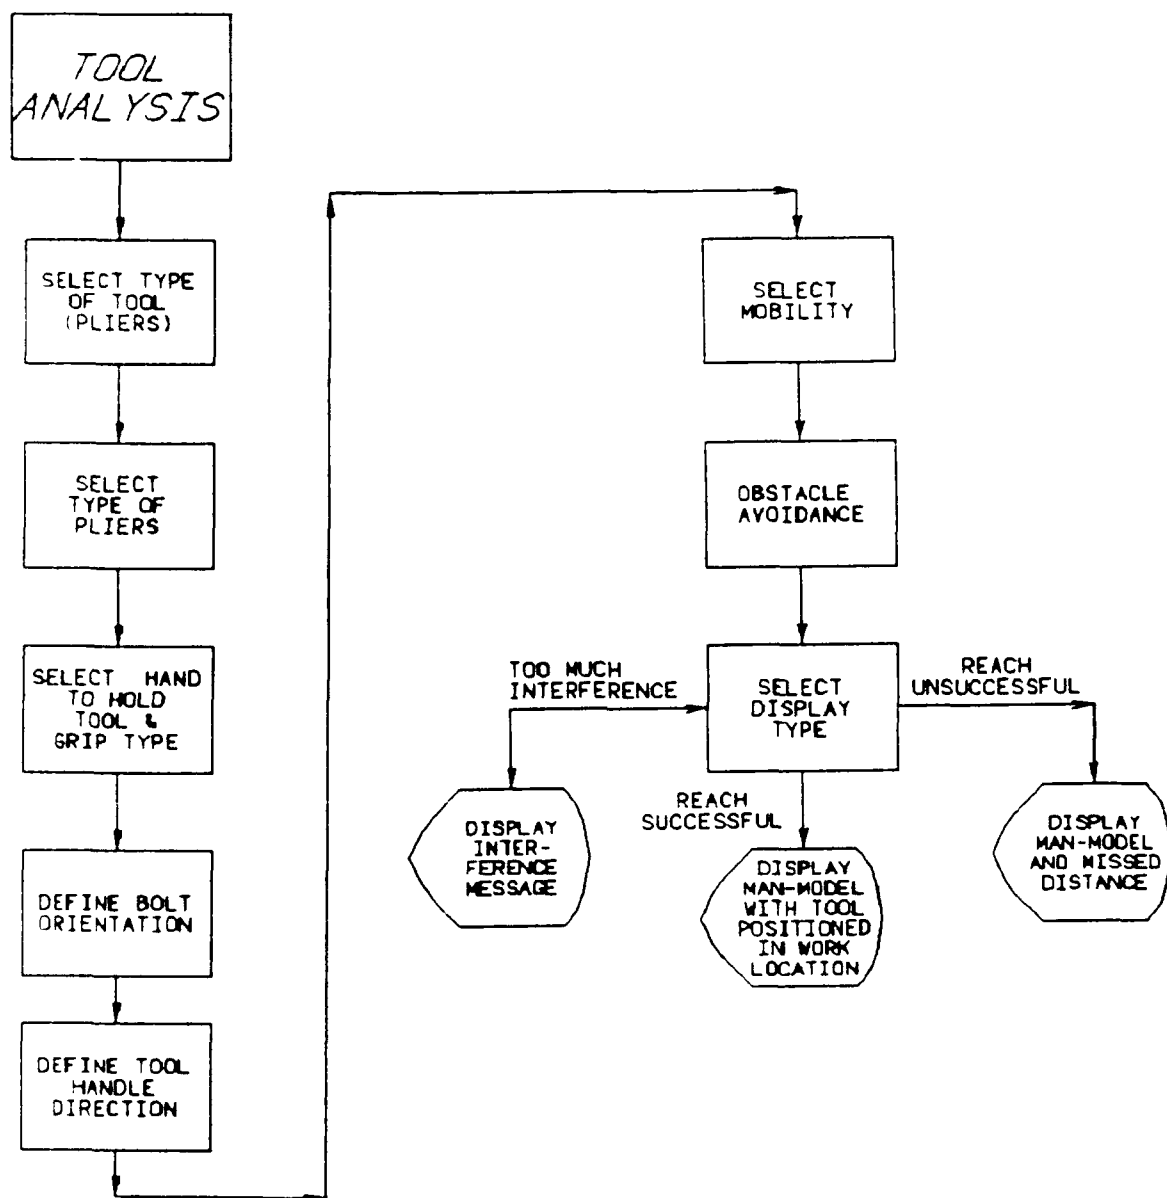 TOOL
ANALYSIS
SELECT TYPE
OF TOOL
(PLIERS)
SELECT
TYPE OF
PLIERS
SELECT HAND
TO HOLD
TOOL &
GRIP TYPE
DEFINE BOLT
ORIENTATION
DEFINE TOOL
HANDLE
DIRECTION
SELECT
MOBILITY
OBSTACLE
AVOIDANCE
SELECT
DISPLAY
TYPE
TOO MUCH
INTERFERENCE
REACH
UNSUCCESSFUL
REACH
SUCCESSFUL
DISPLAY
INTER-
FERENCE
MESSAGE
DISPLAY
MAN-MODEL
WITH TOOL
POSITIONED
IN WORK
LOCATION
DISPLAY
MAN-MODEL
AND MISSED
DISTANCE